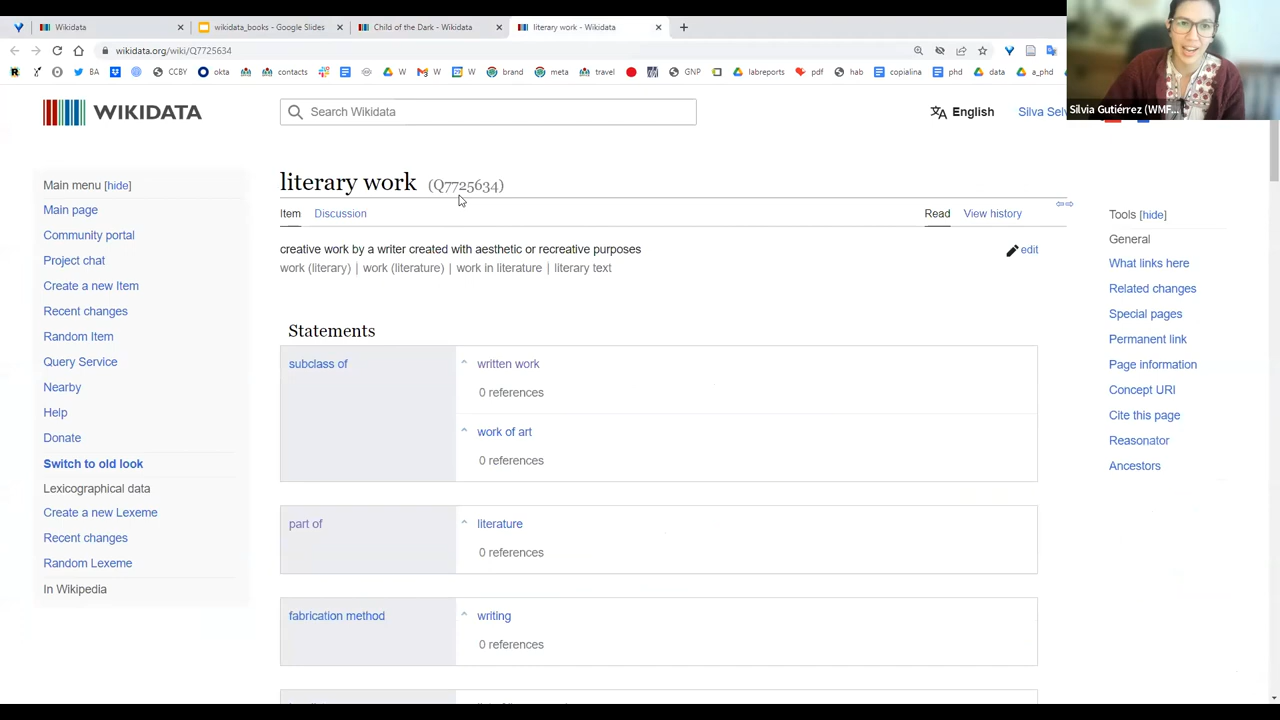 Wikidata
wikidata_books - Google Slides
Child of the Dark - Wikidata
literary work - Wikidata
wikidata.org/wiki/Q7725634
BA
CCBY
okta
contacts
W
W
W
brand
meta
travel
GNP
labreports
pdf
hab
copialina
phd
data
a_phd
Silvia Gutiérrez (WMF...
WIKIDATA
Search Wikidata
English
Silva Selv
literary work (Q7725634)
Item
Discussion
Read
View history
creative work by a writer created with aesthetic or recreative purposes
edit
work (literary) | work (literature) | work in literature | literary text
Main menu [hide]
Main page
Community portal
Project chat
Create a new Item
Recent changes
Random Item
Query Service
Nearby
Help
Donate
Switch to old look
Lexicographical data
Create a new Lexeme
Recent changes
Random Lexeme
In Wikipedia
Statements
subclass of
written work
0 references
work of art
0 references
part of
literature
0 references
fabrication method
writing
0 references
Tools [hide]
General
What links here
Related changes
Special pages
Permanent link
Page information
Concept URI
Cite this page
Reasonator
Ancestors